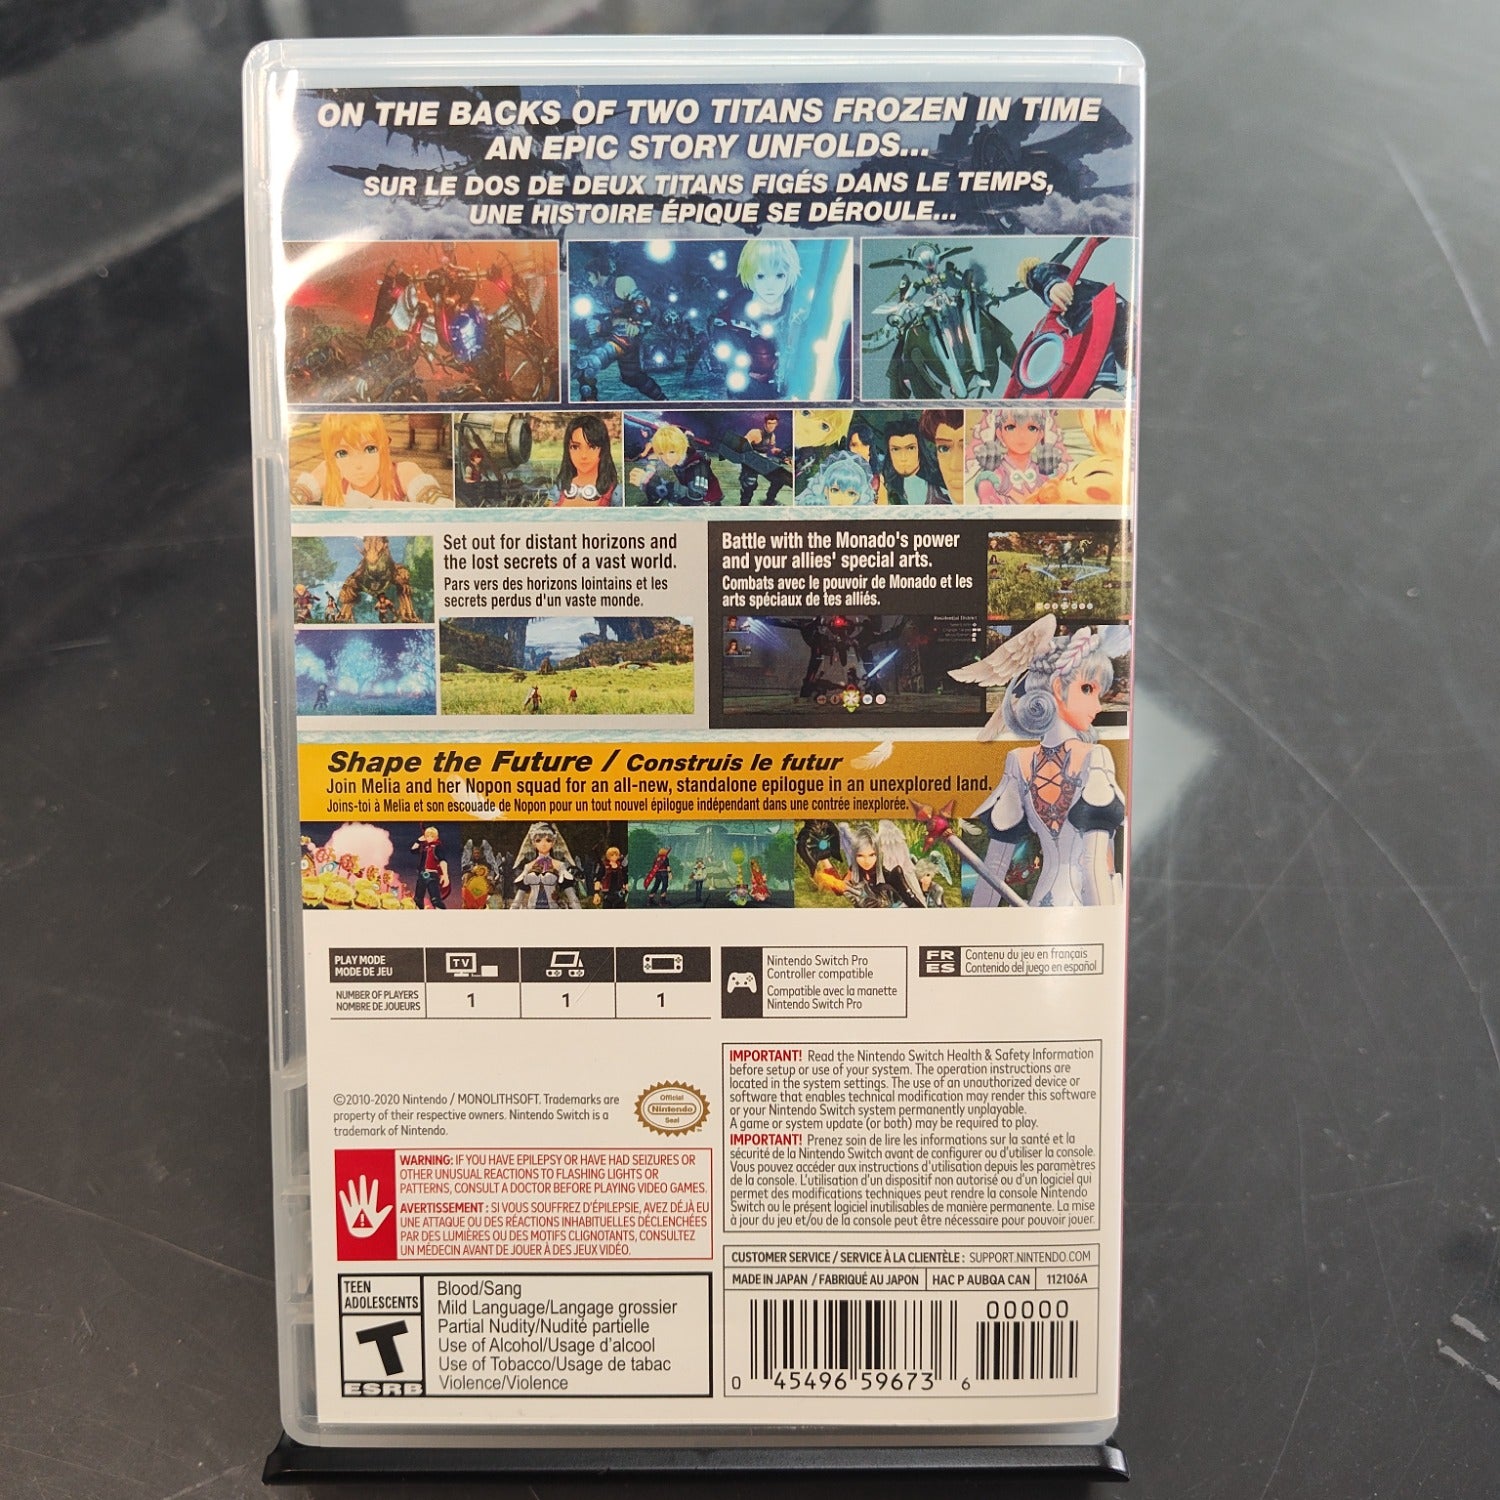 ON THE BACKS OF TWO TITANS FROZEN IN TIME
AN EPIC STORY UNFOLDS...
SUR LE DOS DE DEUX TITANS FIGÉS DANS LE TEMPS,
UNE HISTOIRE ÉPIQUE SE DÉROULE...
Set out for distant horizons and
the lost secrets of a vast world.
Pars vers des horizons lointains et les
secrets perdus d'un vaste monde.
Battle with the Monado's power
and your allies' special arts.
Combats avec le pouvoir de Monado et les
arts spéciaux de tes alliés.
Residential District
Shape the Future / Construis le futur
Join Melia and her Nopon squad for an all-new, standalone epilogue in an unexplored land.
Joins-toi à Melia et son escouade de Nopon pour un tout nouvel épilogue indépendant dans une contrée inexplorée.
PLAY MODE
MODE DE JEU
TV
NUMBER OF PLAYERS
NOMBRE DE JOUEURS
1 1 1
Nintendo Switch Pro
Controller compatible
Compatible avec la manette
Nintendo Switch Pro
FR Contenu du jeu en français
ES Contenido del juego en español
©2010-2020 Nintendo / MONOLITHSOFT. Trademarks are
property of their respective owners. Nintendo Switch is a
trademark of Nintendo.
Official
Nintendo
Seal
WARNING: IF YOU HAVE EPILEPSY OR HAVE HAD SEIZURES OR
OTHER UNUSUAL REACTIONS TO FLASHING LIGHTS OR
PATTERNS, CONSULT A DOCTOR BEFORE PLAYING VIDEO GAMES.
AVERTISSEMENT : SI VOUS SOUFFREZ D'ÉPILEPSIE, AVEZ DÉJÀ EU
UNE ATTAQUE OU DES RÉACTIONS INHABITUELLES DÉCLENCHÉES
PAR DES LUMIÈRES OU DES MOTIFS CLIGNOTANTS, CONSULTEZ
UN MÉDECIN AVANT DE JOUER À DES JEUX VIDÉO.
TEEN
ADOLESCENTS
T
ESRB
Blood/Sang
Mild Language/Langage grossier
Partial Nudity/Nudité partielle
Use of Alcohol/Usage d'alcool
Use of Tobacco/Usage de tabac
Violence/Violence
IMPORTANT! Read the Nintendo Switch Health & Safety Information
before setup or use of your system. The operation instructions are
located in the system settings. The use of an unauthorized device or
software that enables technical modification may render this software
or your Nintendo Switch system permanently unplayable.
A game or system update (or both) may be required to play.
IMPORTANT! Prenez soin de lire les informations sur la santé et la
sécurité de la Nintendo Switch avant de configurer ou d'utiliser la console.
Vous pouvez accéder aux instructions d'utilisation depuis les paramètres
de la console. L'utilisation d'un dispositif non autorisé ou d'un logiciel qui
permet des modifications techniques peut rendre la console Nintendo
Switch ou le présent logiciel inutilisables de manière permanente. La mise
à jour du jeu et/ou de la console peut être nécessaire pour pouvoir jouer.
CUSTOMER SERVICE / SERVICE À LA CLIENTÈLE : SUPPORT.NINTENDO.COM
MADE IN JAPAN / FABRIQUÉ AU JAPON HAC P AUBQA CAN 112106A
00000
0 45496 59673 6